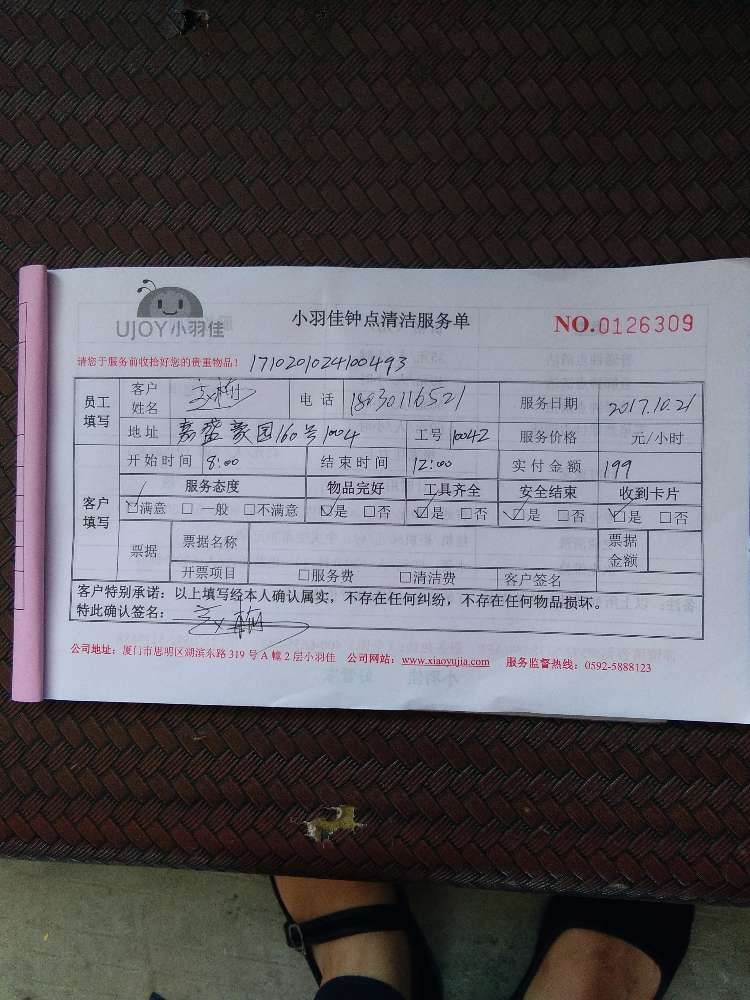 UJOY小羽佳
小羽佳钟点清洁服务单
NO.0126309
请您于服务前收拾好您的贵重物品! 1710201024100493
员工填写 客户姓名 电话 18030116521 服务日期 2017.10.21
地址 嘉盛豪园160号1004 工号 10042 服务价格 元/小时
客户填写 开始时间 8:00 结束时间 12:00 实付金额 199
服务态度 物品完好 工具齐全 安全结束 收到卡片
☑满意 □一般 □不满意 ☑是 □否 ☑是 □否 ☑是 □否 ☑是 □否
票据 票据名称 票据金额
开票项目 □服务费 □清洁费 客户签名
客户特别承诺:以上填写经本人确认属实,不存在任何纠纷,不存在任何物品损坏。
特此确认签名:
公司地址:厦门市思明区湖滨东路319号A幢2层小羽佳 公司网站:www.xiaoyujia.com 服务监督热线:0592-5888123